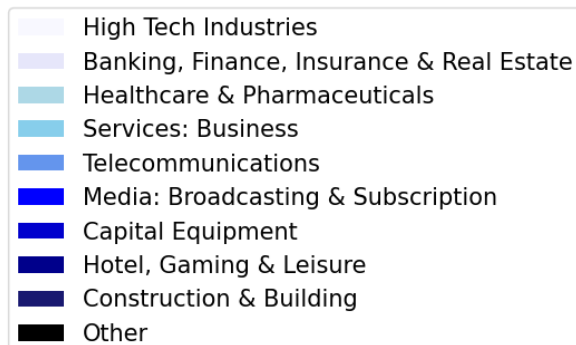 High Tech Industries
Banking, Finance, Insurance & Real Estate
Healthcare & Pharmaceuticals
Services: Business
Telecommunications
Media: Broadcasting & Subscription
Capital Equipment
Hotel, Gaming & Leisure
Construction & Building
Other